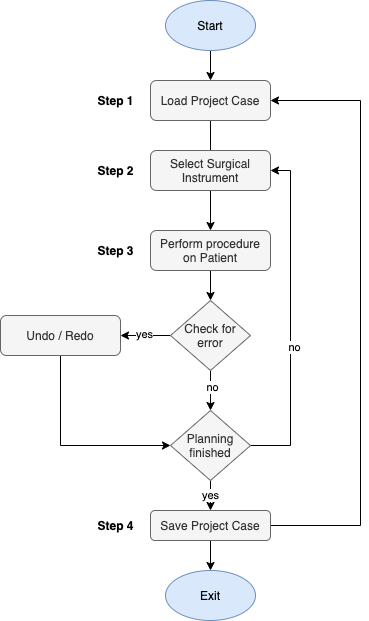 Start
Step 1
Load Project Case
Step 2
Select Surgical
Instrument
Step 3
Perform procedure
on Patient
Undo / Redo
yes
Check for
error
no
no
Planning
finished
yes
Step 4
Save Project Case
Exit